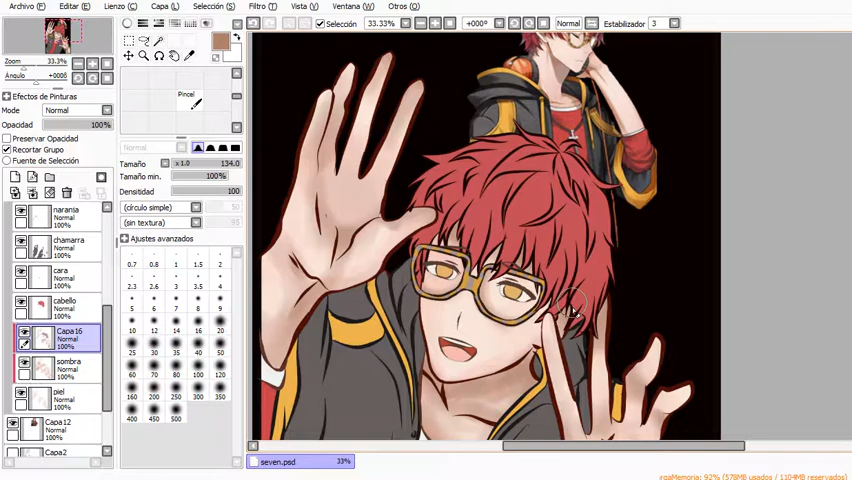 Archivo (F) Editar (E) Lienzo (C) Capa (L) Selección (S) Filtro (T) Vista (V) Ventana (W) Otros (O)
Selección 33.33% +000° Normal Estabilizador 3
Zoom 33.3%
Ángulo +0006
Efectos de Pinturas
Mode Normal
Opacidad 100%
Preservar Opacidad
Recortar Grupo
Fuente de Selección
naranja
Normal
100%
chamarra
Normal
100%
cara
Normal
100%
cabello
Normal
100%
Capa16
Normal
100%
sombra
Normal
100%
piel
Normal
100%
Capa12
Normal
100%
Capa2
Pincel
Normal
Tamaño x 1.0 134.0
Tamaño min. 100%
Densitidad 100
(círculo simple) 50
(sin textura) 95
Ajustes avanzados
0.7 0.8 1 1.5 2
2.3 2.6 3 3.5 4
5 6 7 8 9
10 12 14 16 20
25 30 35 40 50
60 70 80 100 120
160 200 250 300 350
400 450 500
seven.psd 33%
Memoria: 92% (578MB usados / 1104MB reservados)